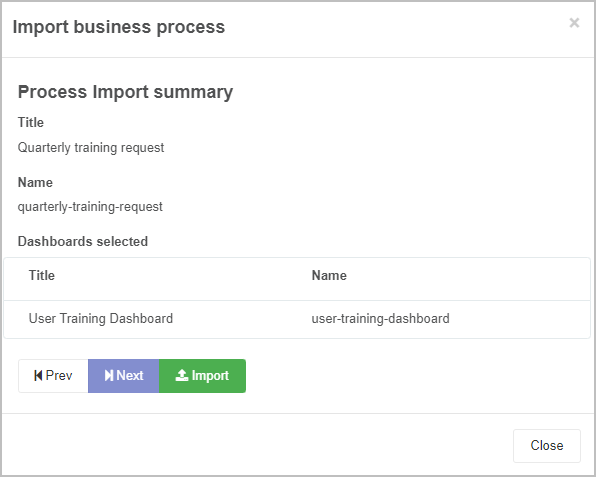 Import business process ×
Process Import summary
Title
Quarterly training request
Name
quarterly-training-request
Dashboards selected
Title Name
User Training Dashboard user-training-dashboard
Prev Next Import
Close